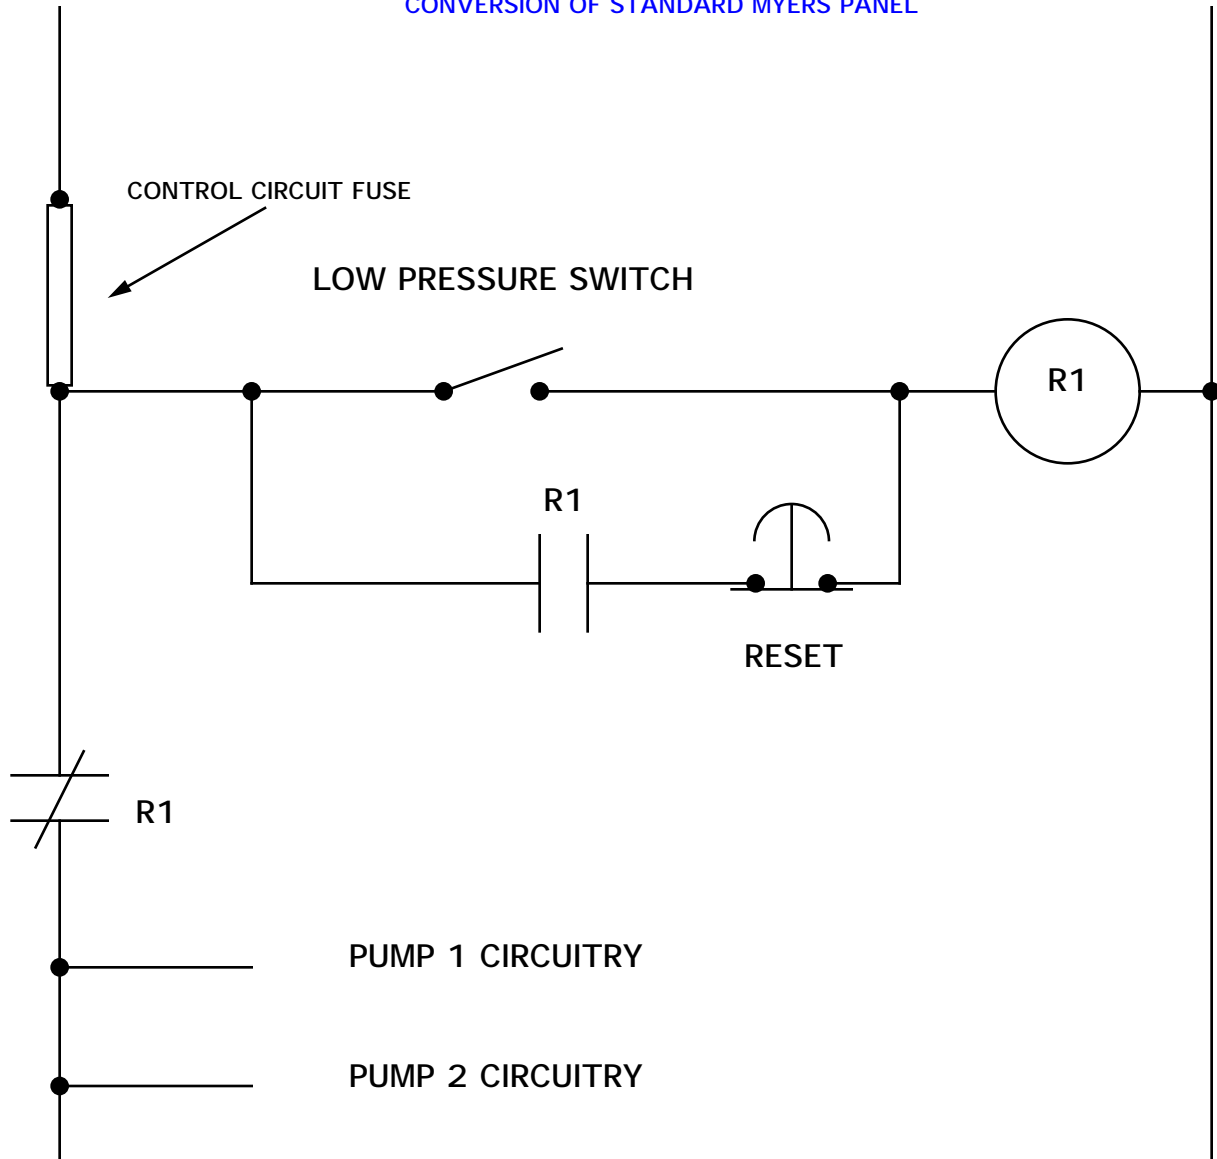 CONVERSION OF STANDARD MYERS PANEL
CONTROL CIRCUIT FUSE
LOW PRESSURE SWITCH
R1
R1
RESET
R1
PUMP 1 CIRCUITRY
PUMP 2 CIRCUITRY